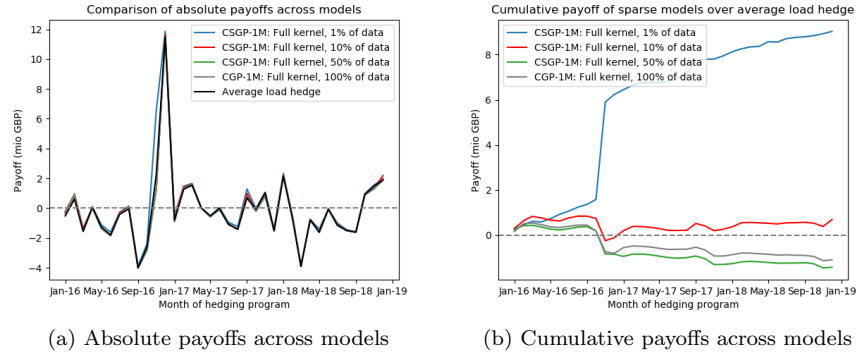 Comparison of absolute payoffs across models
CSGP-1M: Full kernel, 1% of data
CSGP-1M: Full kernel, 10% of data
CSGP-1M: Full kernel, 50% of data
CGP-1M: Full kernel, 100% of data
Average load hedge
Payoff (mio GBP)
12
10
8
6
4
2
0
−2
−4
Jan-16 May-16 Sep-16 Jan-17 May-17 Sep-17 Jan-18 May-18 Sep-18 Jan-19
Month of hedging program
(a) Absolute payoffs across models
Cumulative payoff of sparse models over average load hedge
CSGP-1M: Full kernel, 1% of data
CSGP-1M: Full kernel, 10% of data
CSGP-1M: Full kernel, 50% of data
CGP-1M: Full kernel, 100% of data
Payoff (mio GBP)
8
6
4
2
0
Jan-16 May-16 Sep-16 Jan-17 May-17 Sep-17 Jan-18 May-18 Sep-18 Jan-19
Month of hedging program
(b) Cumulative payoffs across models